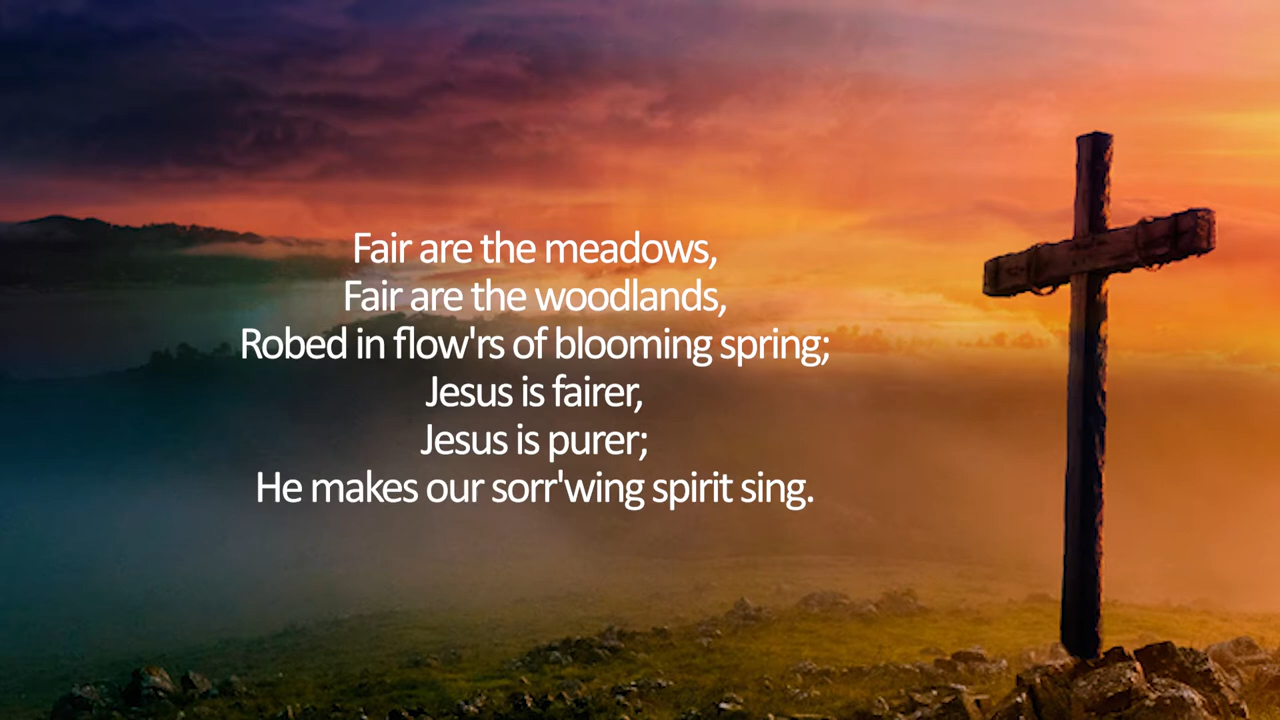 Fair are the meadows,
Fair are the woodlands,
Robed in flow'rs of blooming spring;
Jesus is fairer,
Jesus is purer;
He makes our sorr'wing spirit sing.